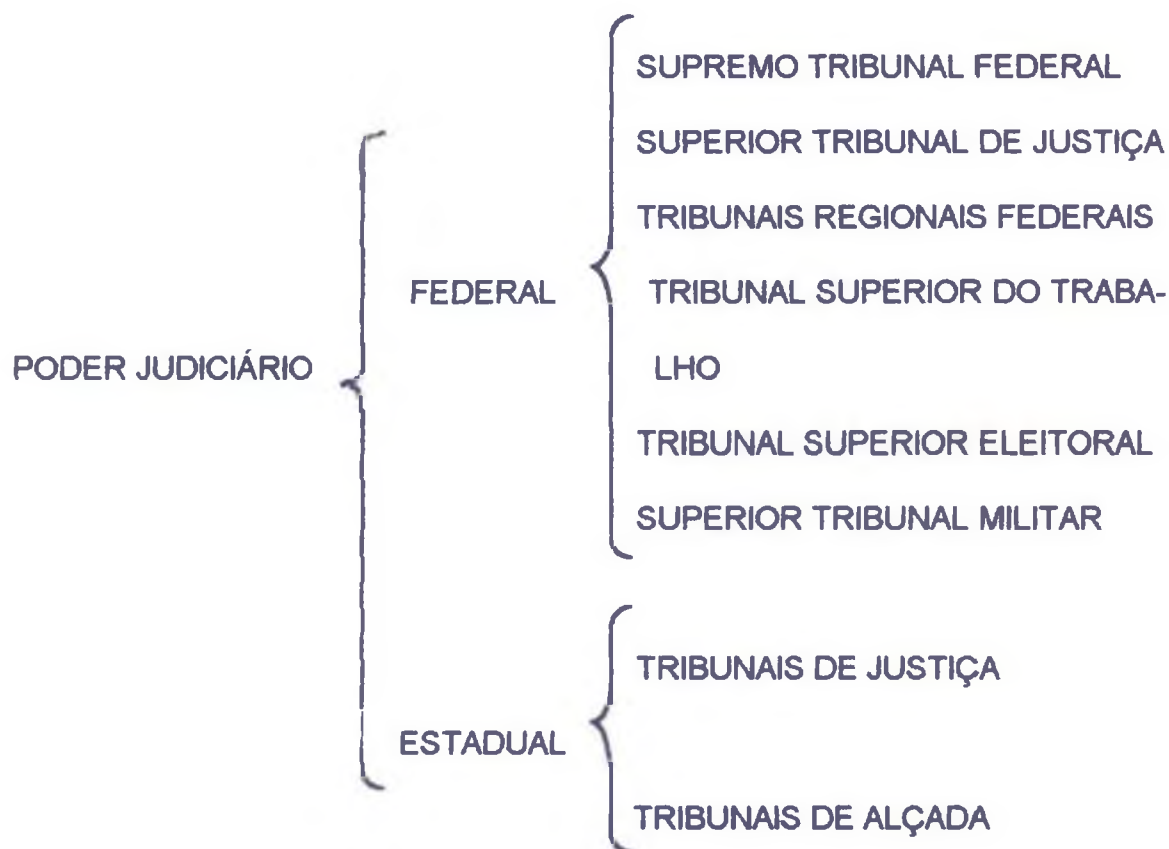 SUPREMO TRIBUNAL FEDERAL
SUPERIOR TRIBUNAL DE JUSTIÇA
TRIBUNAIS REGIONAIS FEDERAIS
FEDERAL
TRIBUNAL SUPERIOR DO TRABA-
PODER JUDICIÁRIO
LHO
TRIBUNAL SUPERIOR ELEITORAL
SUPERIOR TRIBUNAL MILITAR
TRIBUNAIS DE JUSTIÇA
ESTADUAL
TRIBUNAIS DE ALÇADA